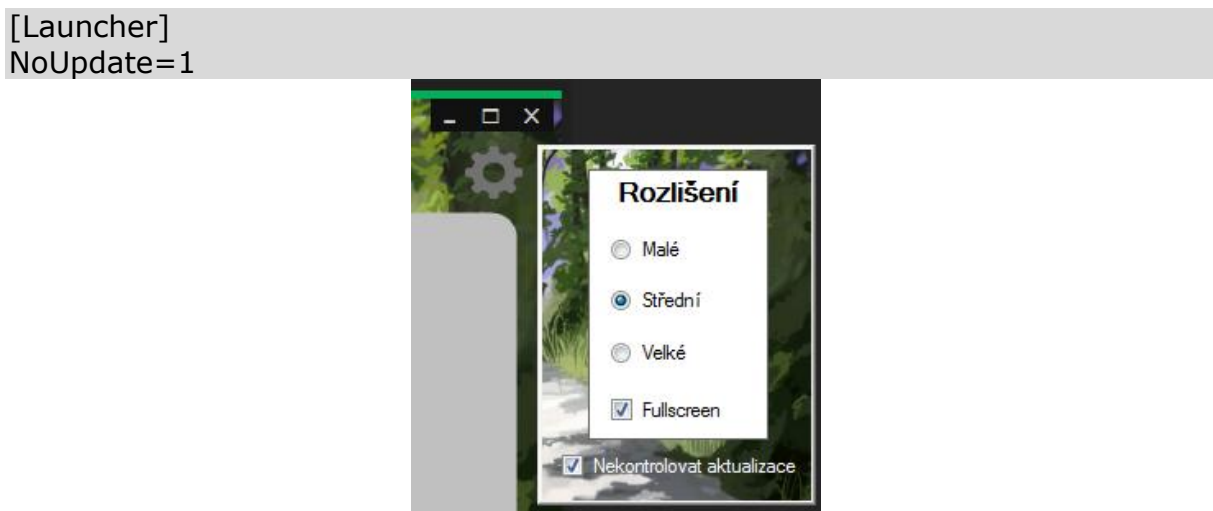 [Launcher]
NoUpdate=1
Rozlišení
Malé
Střední
Velké
Fullscreen
Nekontrolovat aktualizace